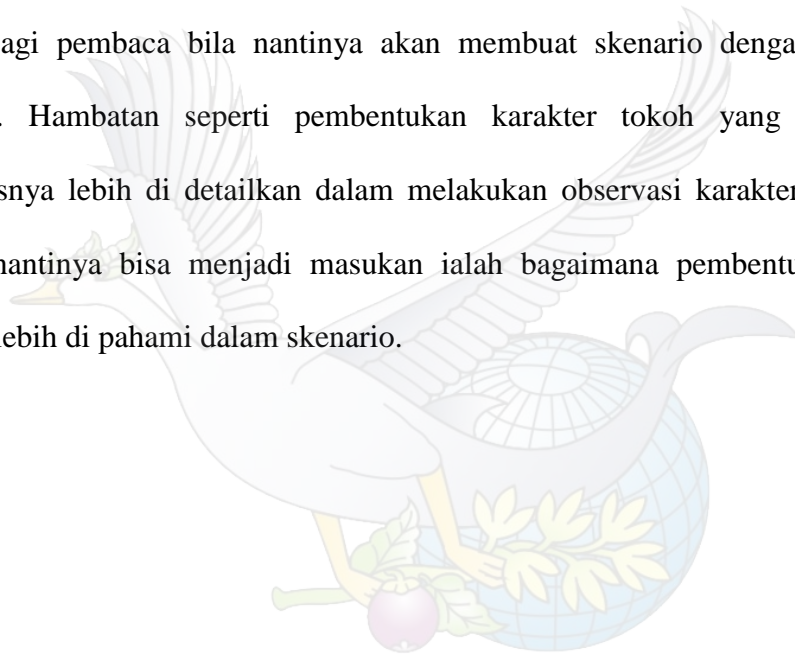 agi pembaca bila nantinya akan membuat skenario denga
. Hambatan seperti pembentukan karakter tokoh yang
snya lebih di detailkan dalam melakukan observasi karakter
nantinya bisa menjadi masukan ialah bagaimana pembentu
lebih di pahami dalam skenario.